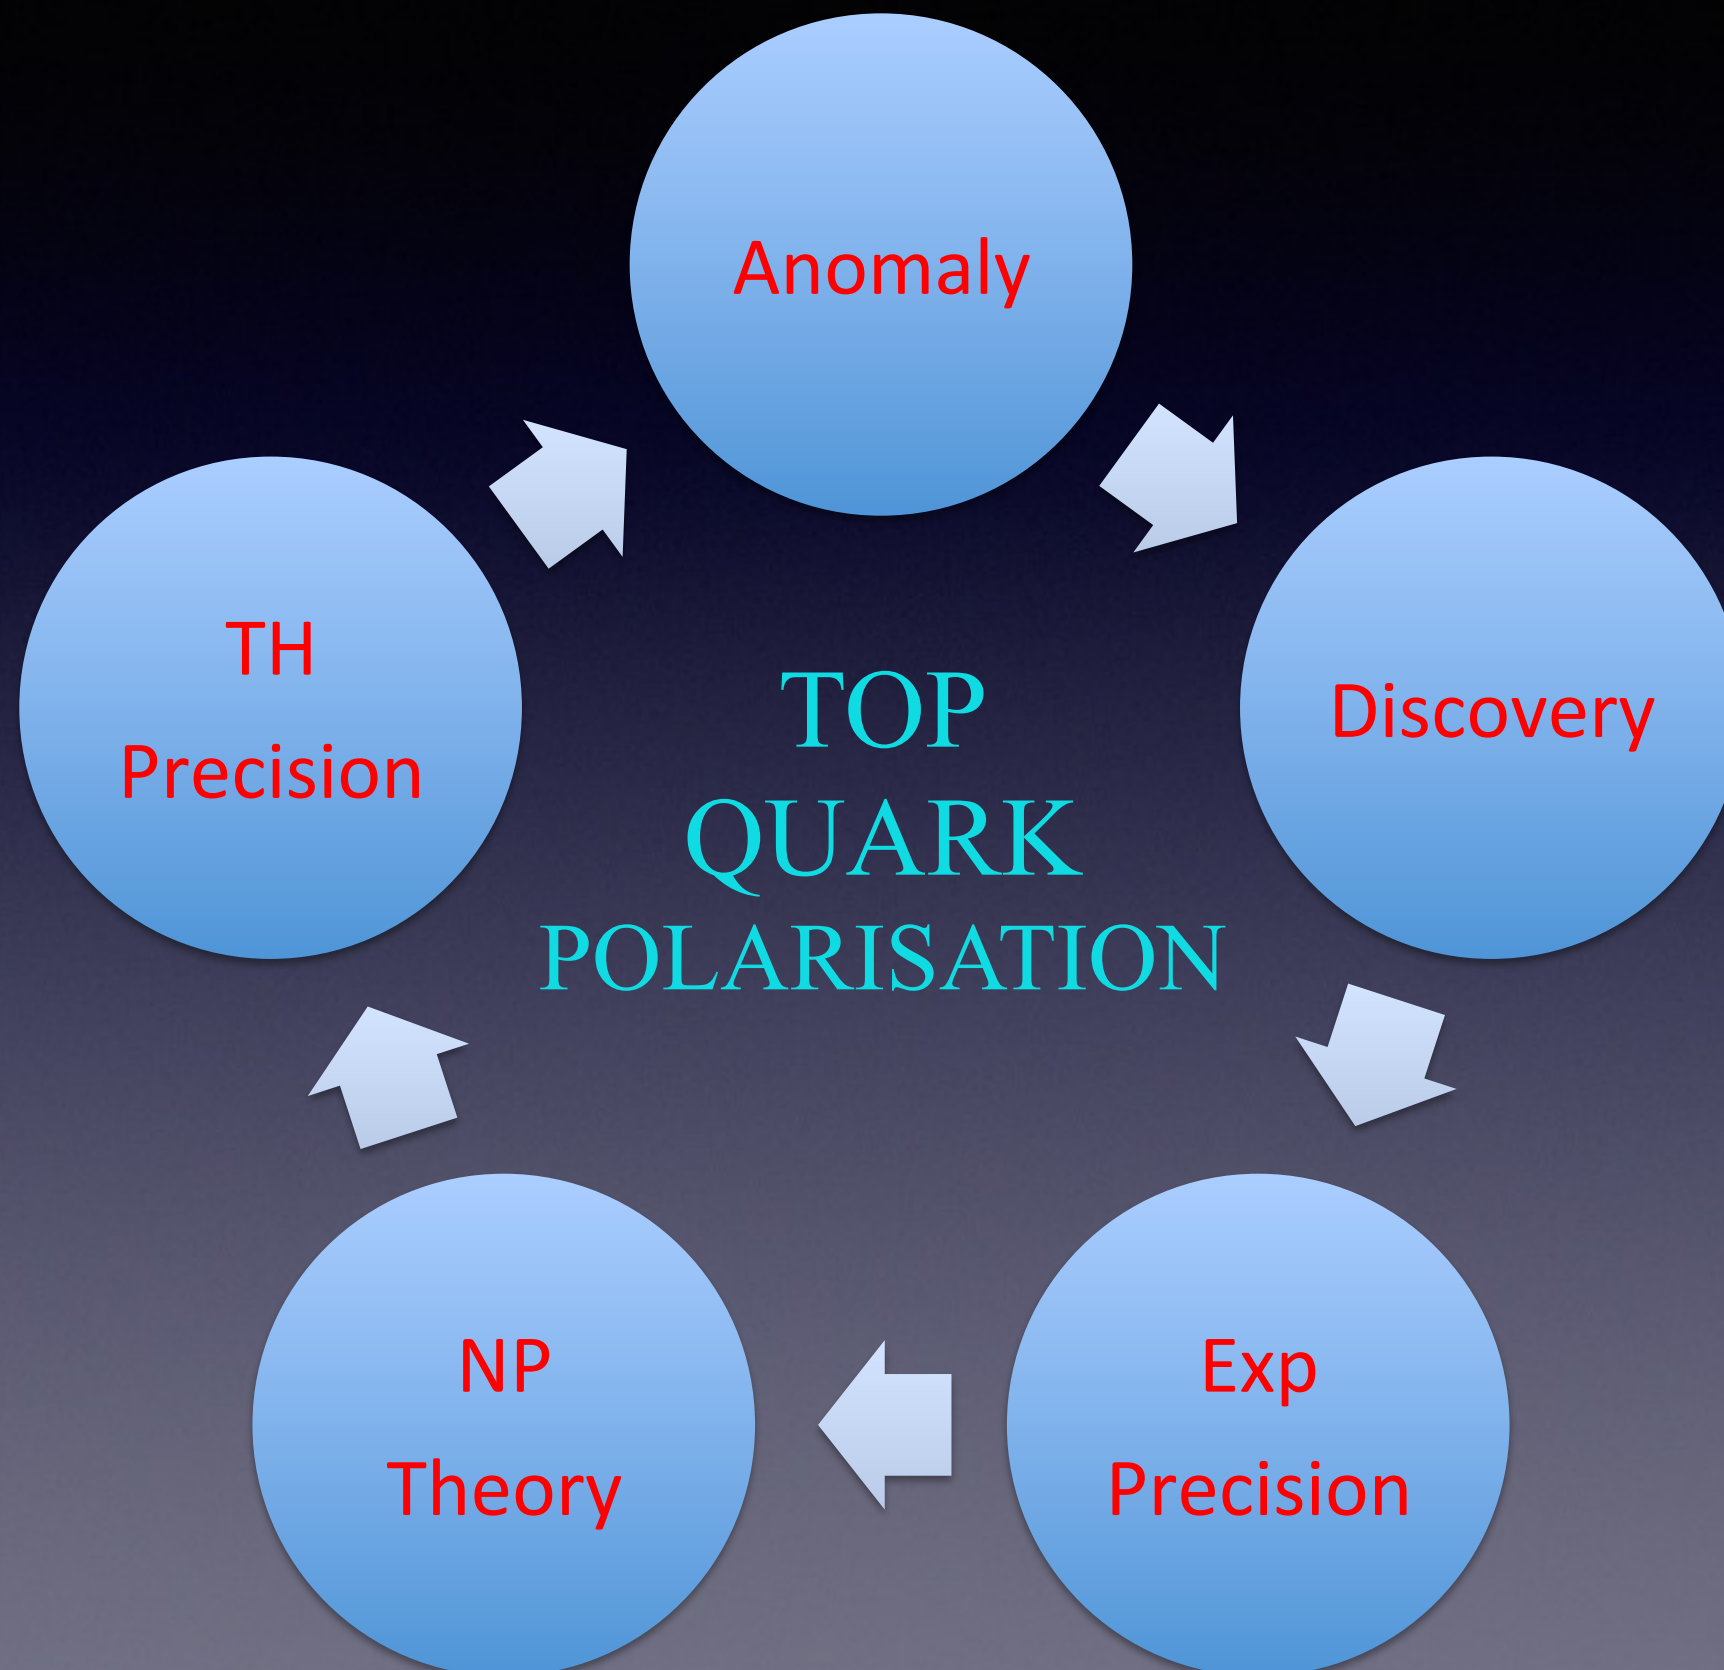 Anomaly
Discovery
Exp
Precision
NP
Theory
TH
Precision
TOP
QUARK
POLARISATION